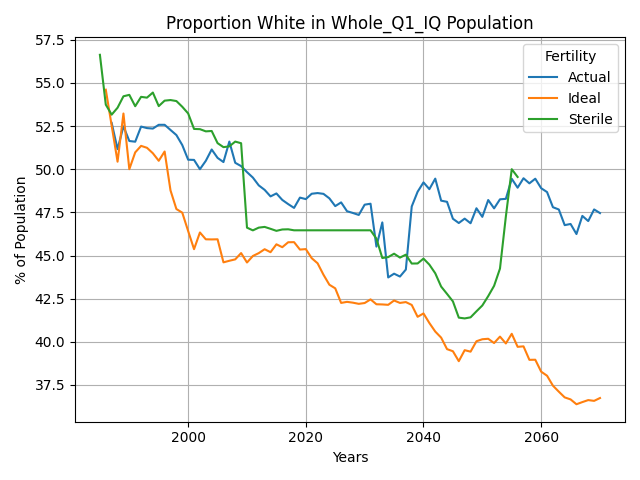 Proportion White in Whole_Q1_IQ Population
57.5
55.0
52.5
50.0
47.5
45.0
42.5
40.0
37.5
% of Population
Fertility
Actual
Ideal
Sterile
2000
2020
2040
2060
Years